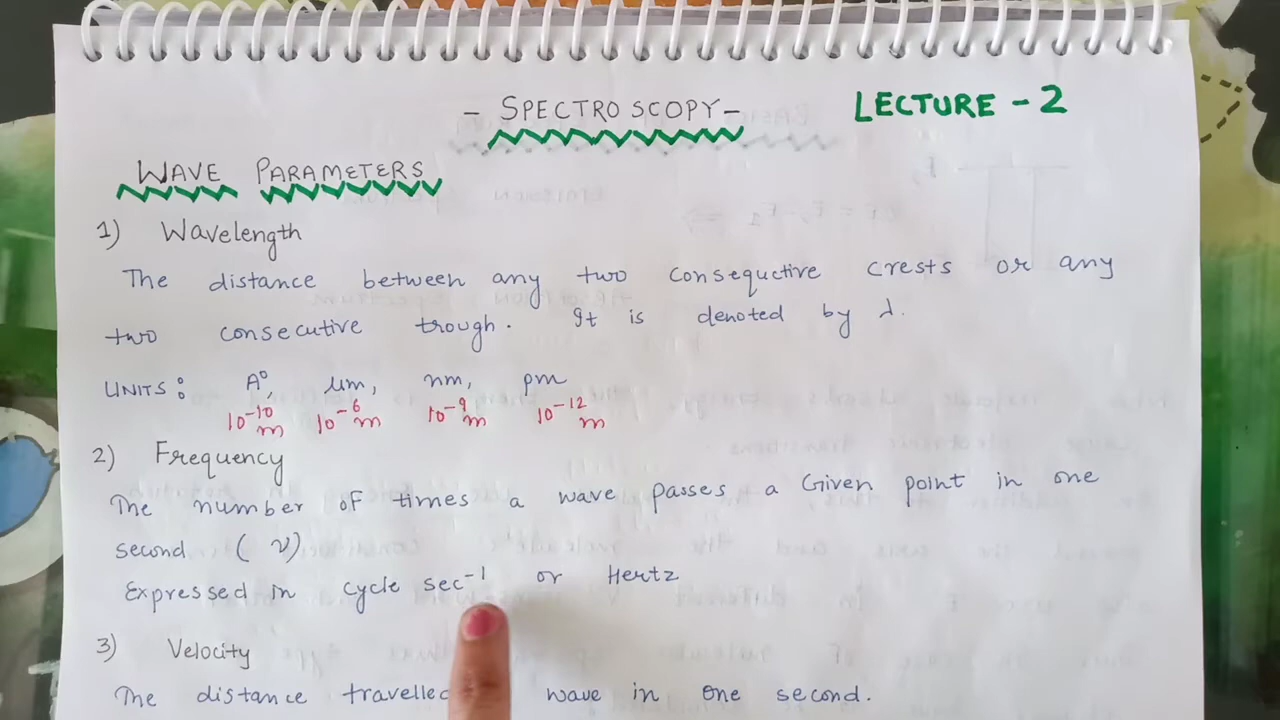 - SPECTROSCOPY - LECTURE - 2
WAVE PARAMETERS
1) Wavelength
The distance between any two consequctive crests or any
two consecutive trough. It is denoted by λ.
UNITS: A°, μm, nm, pm
10⁻¹⁰ m 10⁻⁶ m 10⁻⁹ m 10⁻¹² m
2) Frequency
The number of times a wave passes a Given point in one
second (ν)
Expressed in cycle sec⁻¹ or Hertz
3) Velocity
The distance wave in one second.